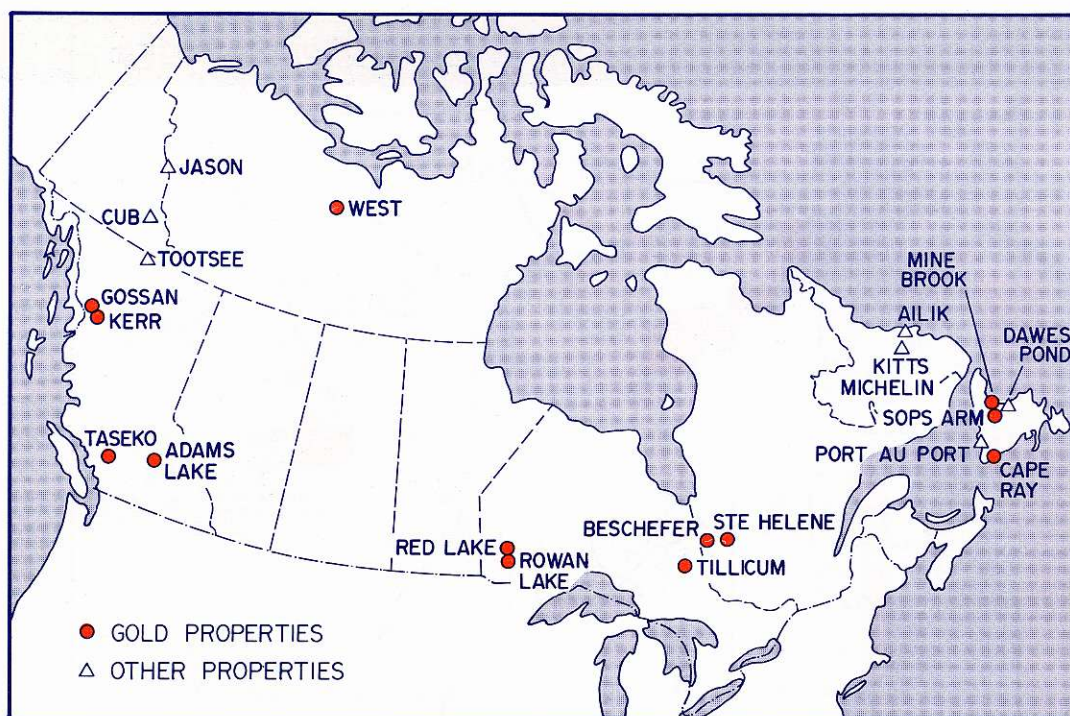 JASON
WEST
CUB
TOOTSEE
GOSSAN
KERR
TASEKO
ADAMS
LAKE
RED LAKE
ROWAN
LAKE
BESCHEFER
STE HELENE
TILLICUM
MINE
BROOK
AILIK
DAWES
POND
KITTS
MICHELIN
SOPS ARM
PORT AU PORT
CAPE
RAY
GOLD PROPERTIES
OTHER PROPERTIES